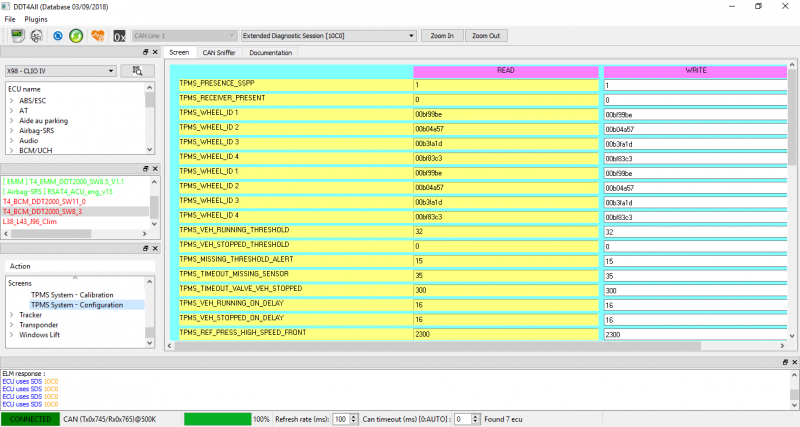 DDT4All (Database 03/09/2018)
File Plugins
CAN Line 1
Extended Diagnostic Session [10C0]
Zoom In
Zoom Out
Screen CAN Sniffer Documentation
X98 - CLIO IV
ECU name
ABS/ESC
AT
Aide au parking
Airbag-SRS
Audio
BCM/UCH
[ EMM ] T4_EMM_DDT2000_SW8.5_V1.1
[ Airbag-SRS ] RSAT4_ACU_eng_v15
T4_BCM_DDT2000_SW11_0
T4_BCM_DDT2000_SW8_3
L38_L43_J96_Clim
Action
Screens
TPMS System - Calibration
TPMS System - Configuration
Tracker
Transponder
Windows Lift
READ WRITE
TPMS_PRESENCE_SSPP 1 1
TPMS_RECEIVER_PRESENT 0 0
TPMS_WHEEL_ID 1 00bf99be 00bf99be
TPMS_WHEEL_ID 2 00b04a57 00b04a57
TPMS_WHEEL_ID 3 00b3fa1d 00b3fa1d
TPMS_WHEEL_ID 4 00bf83c3 00bf83c3
TPMS_WHEEL_ID 1 00bf99be 00bf99be
TPMS_WHEEL_ID 2 00b04a57 00b04a57
TPMS_WHEEL_ID 3 00b3fa1d 00b3fa1d
TPMS_WHEEL_ID 4 00bf83c3 00bf83c3
TPMS_VEH_RUNNING_THRESHOLD 32 32
TPMS_VEH_STOPPED_THRESHOLD 0 0
TPMS_MISSING_THRESHOLD_ALERT 15 15
TPMS_TIMEOUT_MISSING_SENSOR 35 35
TPMS_TIMEOUT_VALVE_VEH_STOPPED 300 300
TPMS_VEH_RUNNING_ON_DELAY 16 16
TPMS_VEH_STOPPED_ON_DELAY 16 16
TPMS_REF_PRESS_HIGH_SPEED_FRONT 2300 2300
ELM response :
ECU uses SDS 10C0
ECU uses SDS 10C0
ECU uses SDS 10C0
ECU uses SDS 10C0
CONNECTED CAN (Tx0x745/Rx0x765)@500K 100% Refresh rate (ms): 100 Can timeout (ms) [0:AUTO] : 0 Found 7 ecu